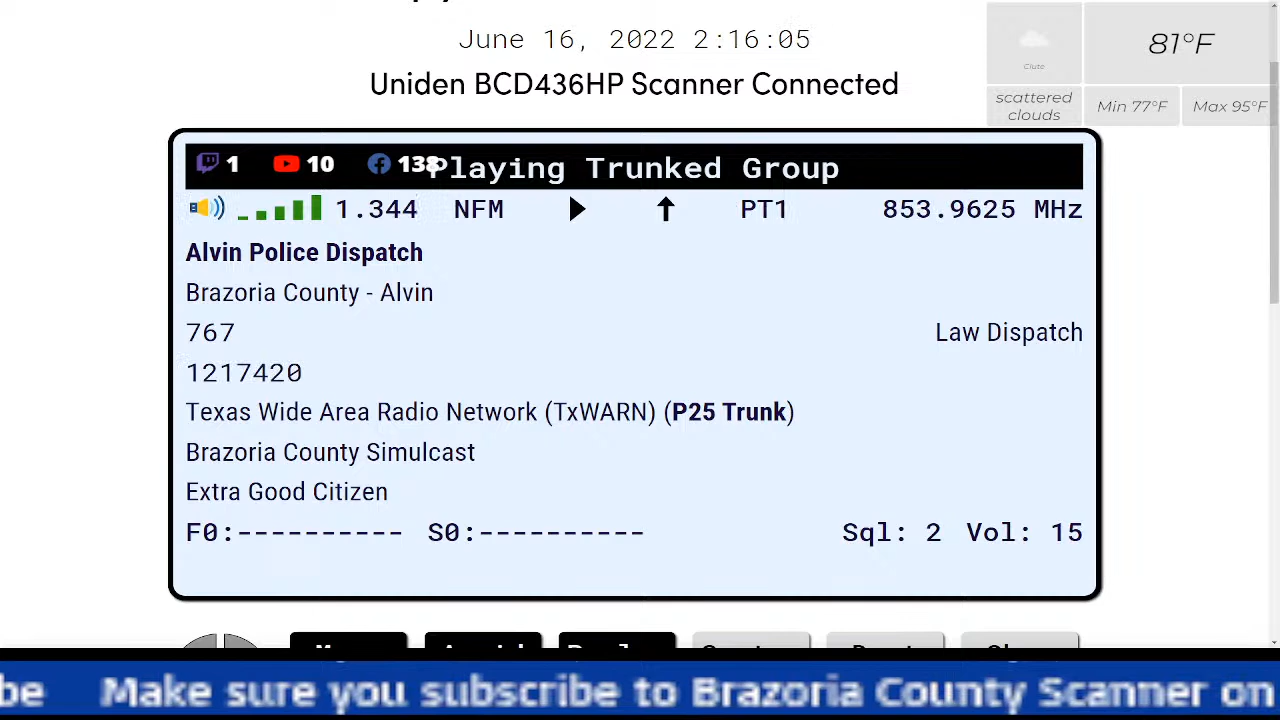 June 16, 2022 2:16:05
Uniden BCD436HP Scanner Connected
81°F
Clute
scattered clouds
Min 77°F
Max 95°F
1 10 138 Playing Trunked Group
1.344 NFM PT1 853.9625 MHz
Alvin Police Dispatch
Brazoria County - Alvin
767 Law Dispatch
1217420
Texas Wide Area Radio Network (TxWARN) (P25 Trunk)
Brazoria County Simulcast
Extra Good Citizen
F0:---------- S0:---------- Sql: 2 Vol: 15
be Make sure you subscribe to Brazoria County Scanner on